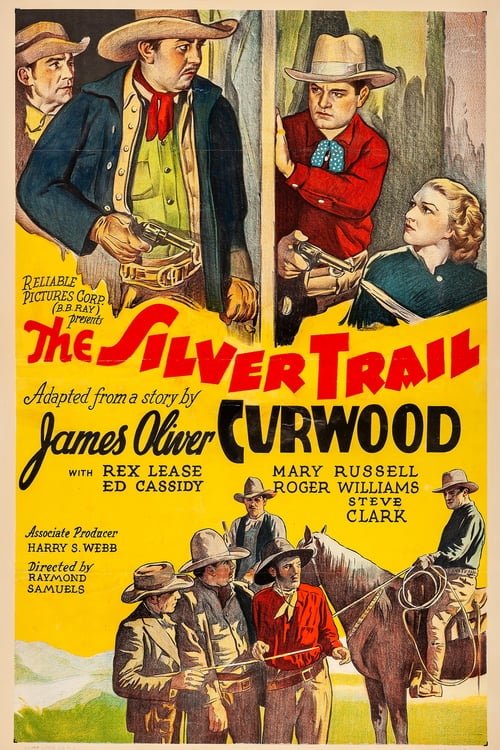 RELIABLE
PICTURES CORP.
(B.B. RAY)
presents
THE SILVER TRAIL
Adapted from a story by
James Oliver CURWOOD
WITH REX LEASE MARY RUSSELL
ED CASSIDY ROGER WILLIAMS
STEVE
CLARK
Associate Producer
HARRY S. WEBB
Directed by
RAYMOND
SAMUELS